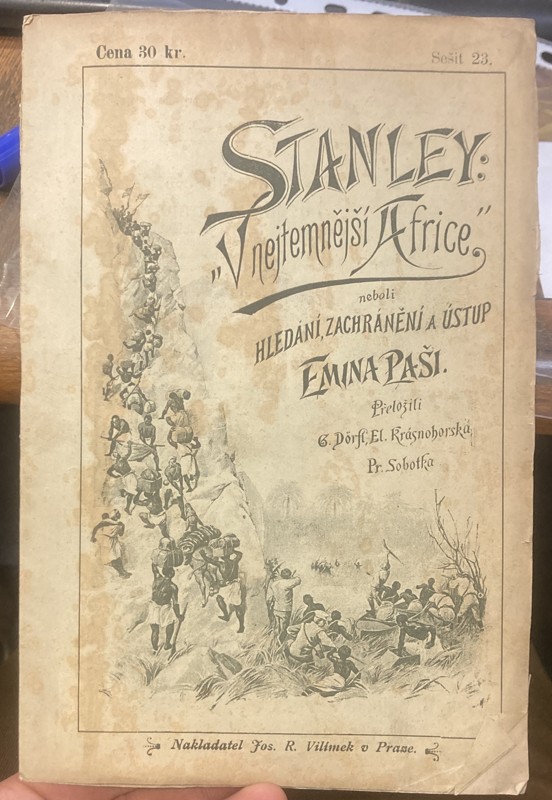 Cena 30 kr.
Sešit 23.
STANLEY:
„V nejtemnější Africe“
neboli
HLEDÁNÍ, ZACHRÁNĚNÍ A ÚSTUP
EMINA PAŠI.
Přeložili
G. Dörfl, El. Krásnohorská,
Pr. Sobotka
Nakladatel Jos. R. Vilímek v Praze.